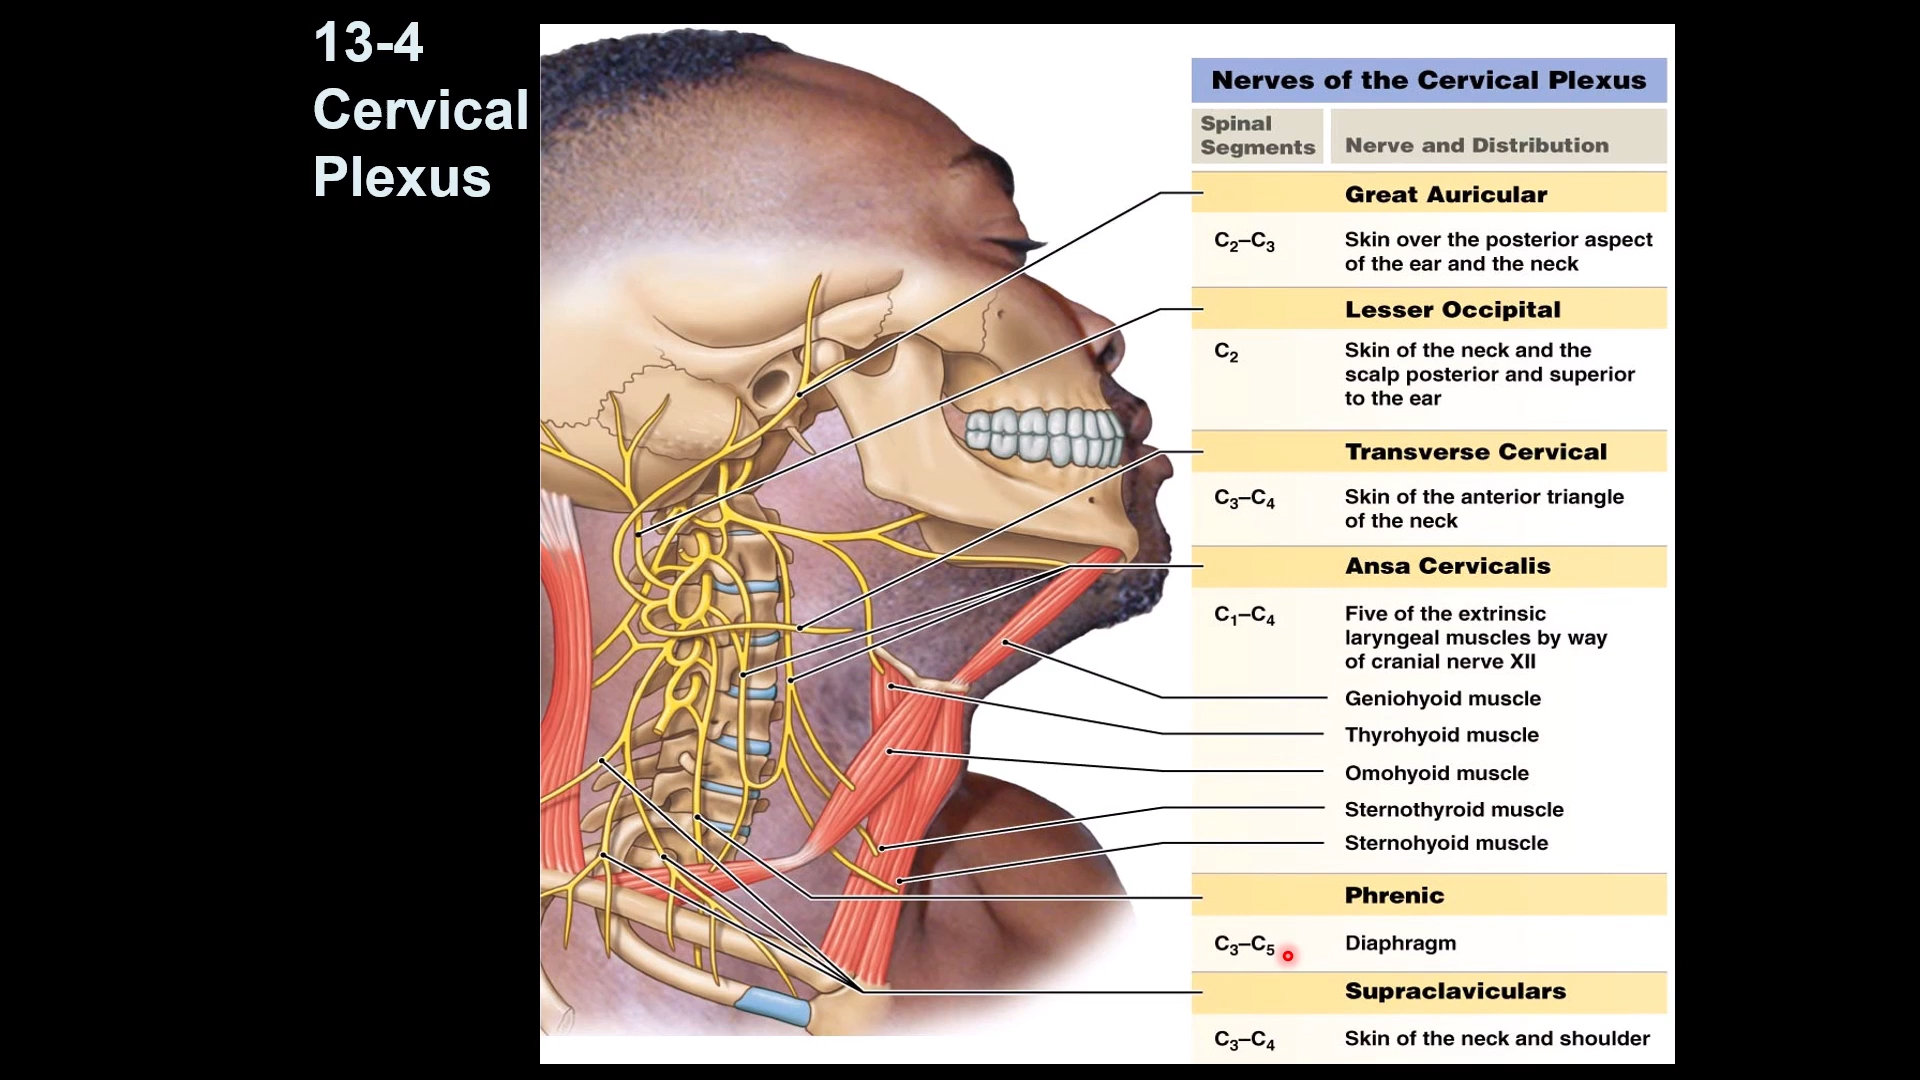 13-4
Cervical
Plexus
Nerves of the Cervical Plexus
Spinal
Segments
Nerve and Distribution
Great Auricular
C₂–C₃
Skin over the posterior aspect
of the ear and the neck
Lesser Occipital
C₂
Skin of the neck and the
scalp posterior and superior
to the ear
Transverse Cervical
C₃–C₄
Skin of the anterior triangle
of the neck
Ansa Cervicalis
C₁–C₄
Five of the extrinsic
laryngeal muscles by way
of cranial nerve XII
Geniohyoid muscle
Thyrohyoid muscle
Omohyoid muscle
Sternothyroid muscle
Sternohyoid muscle
Phrenic
C₃–C₅
Diaphragm
Supraclaviculars
C₃–C₄
Skin of the neck and shoulder